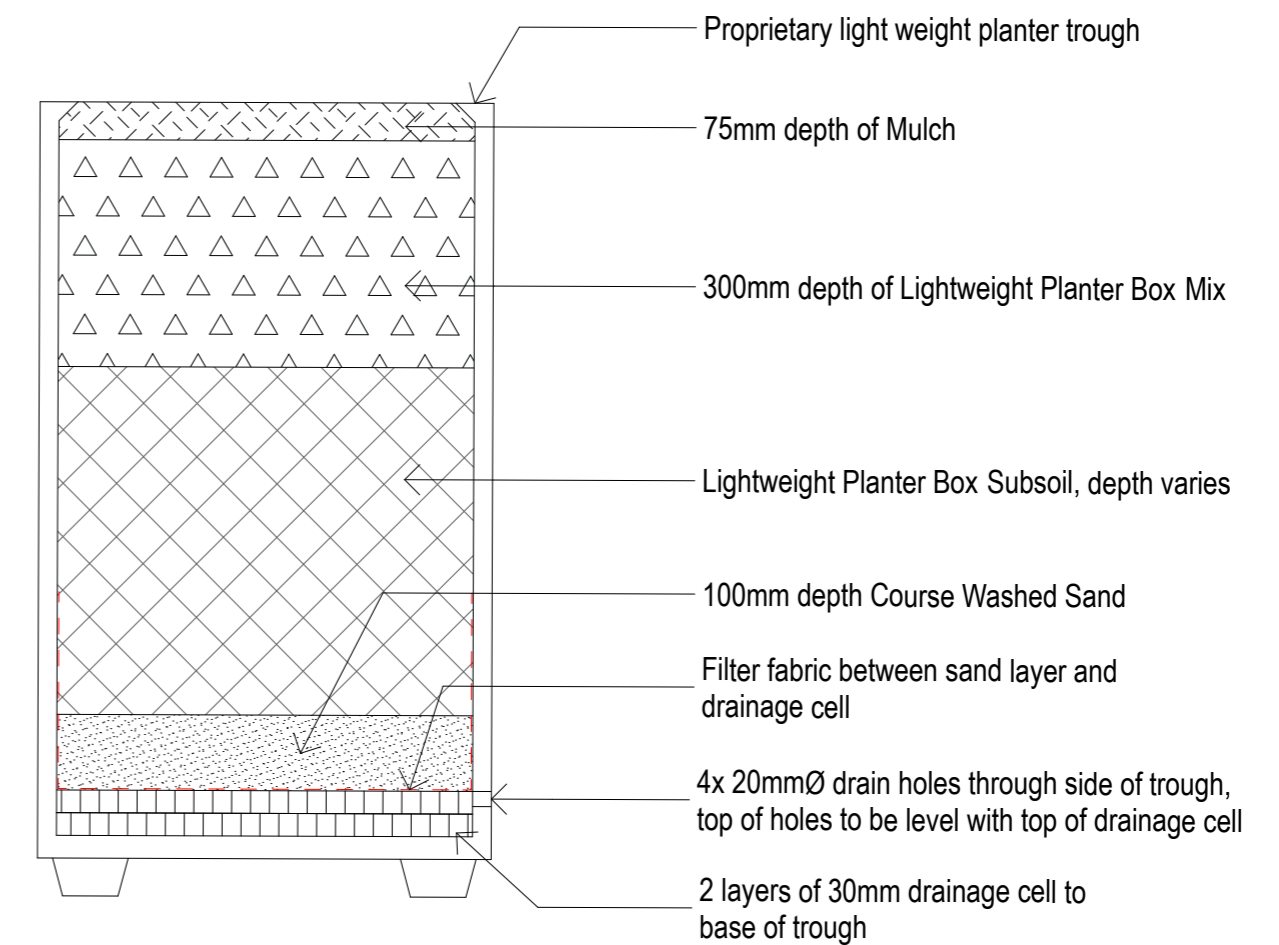 Proprietary light weight planter trough
75mm depth of Mulch
300mm depth of Lightweight Planter Box Mix
Lightweight Planter Box Subsoil, depth varies
100mm depth Course Washed Sand
Filter fabric between sand layer and
drainage cell
4x 20mmØ drain holes through side of trough,
top of holes to be level with top of drainage cell
2 layers of 30mm drainage cell to
base of trough